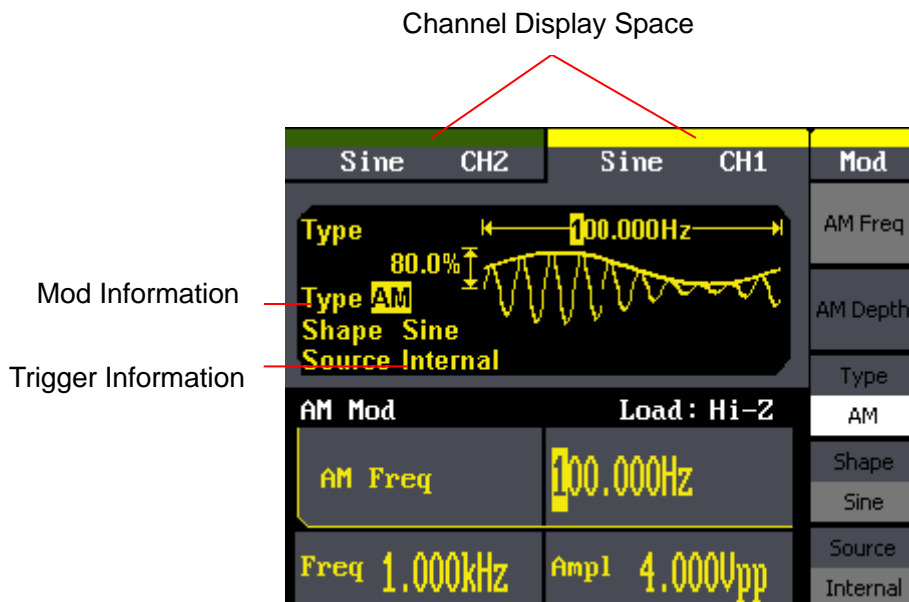 Channel Display Space
Sine CH2 Sine CH1 Mod
Type 100.000Hz AM Freq
80.0%
Mod Information Type AM AM Depth
Shape Sine
Trigger Information Source Internal Type
AM Mod Load: Hi-Z AM
AM Freq 100.000Hz Shape
Sine
Freq 1.000kHz Ampl 4.000Vpp Source
Internal